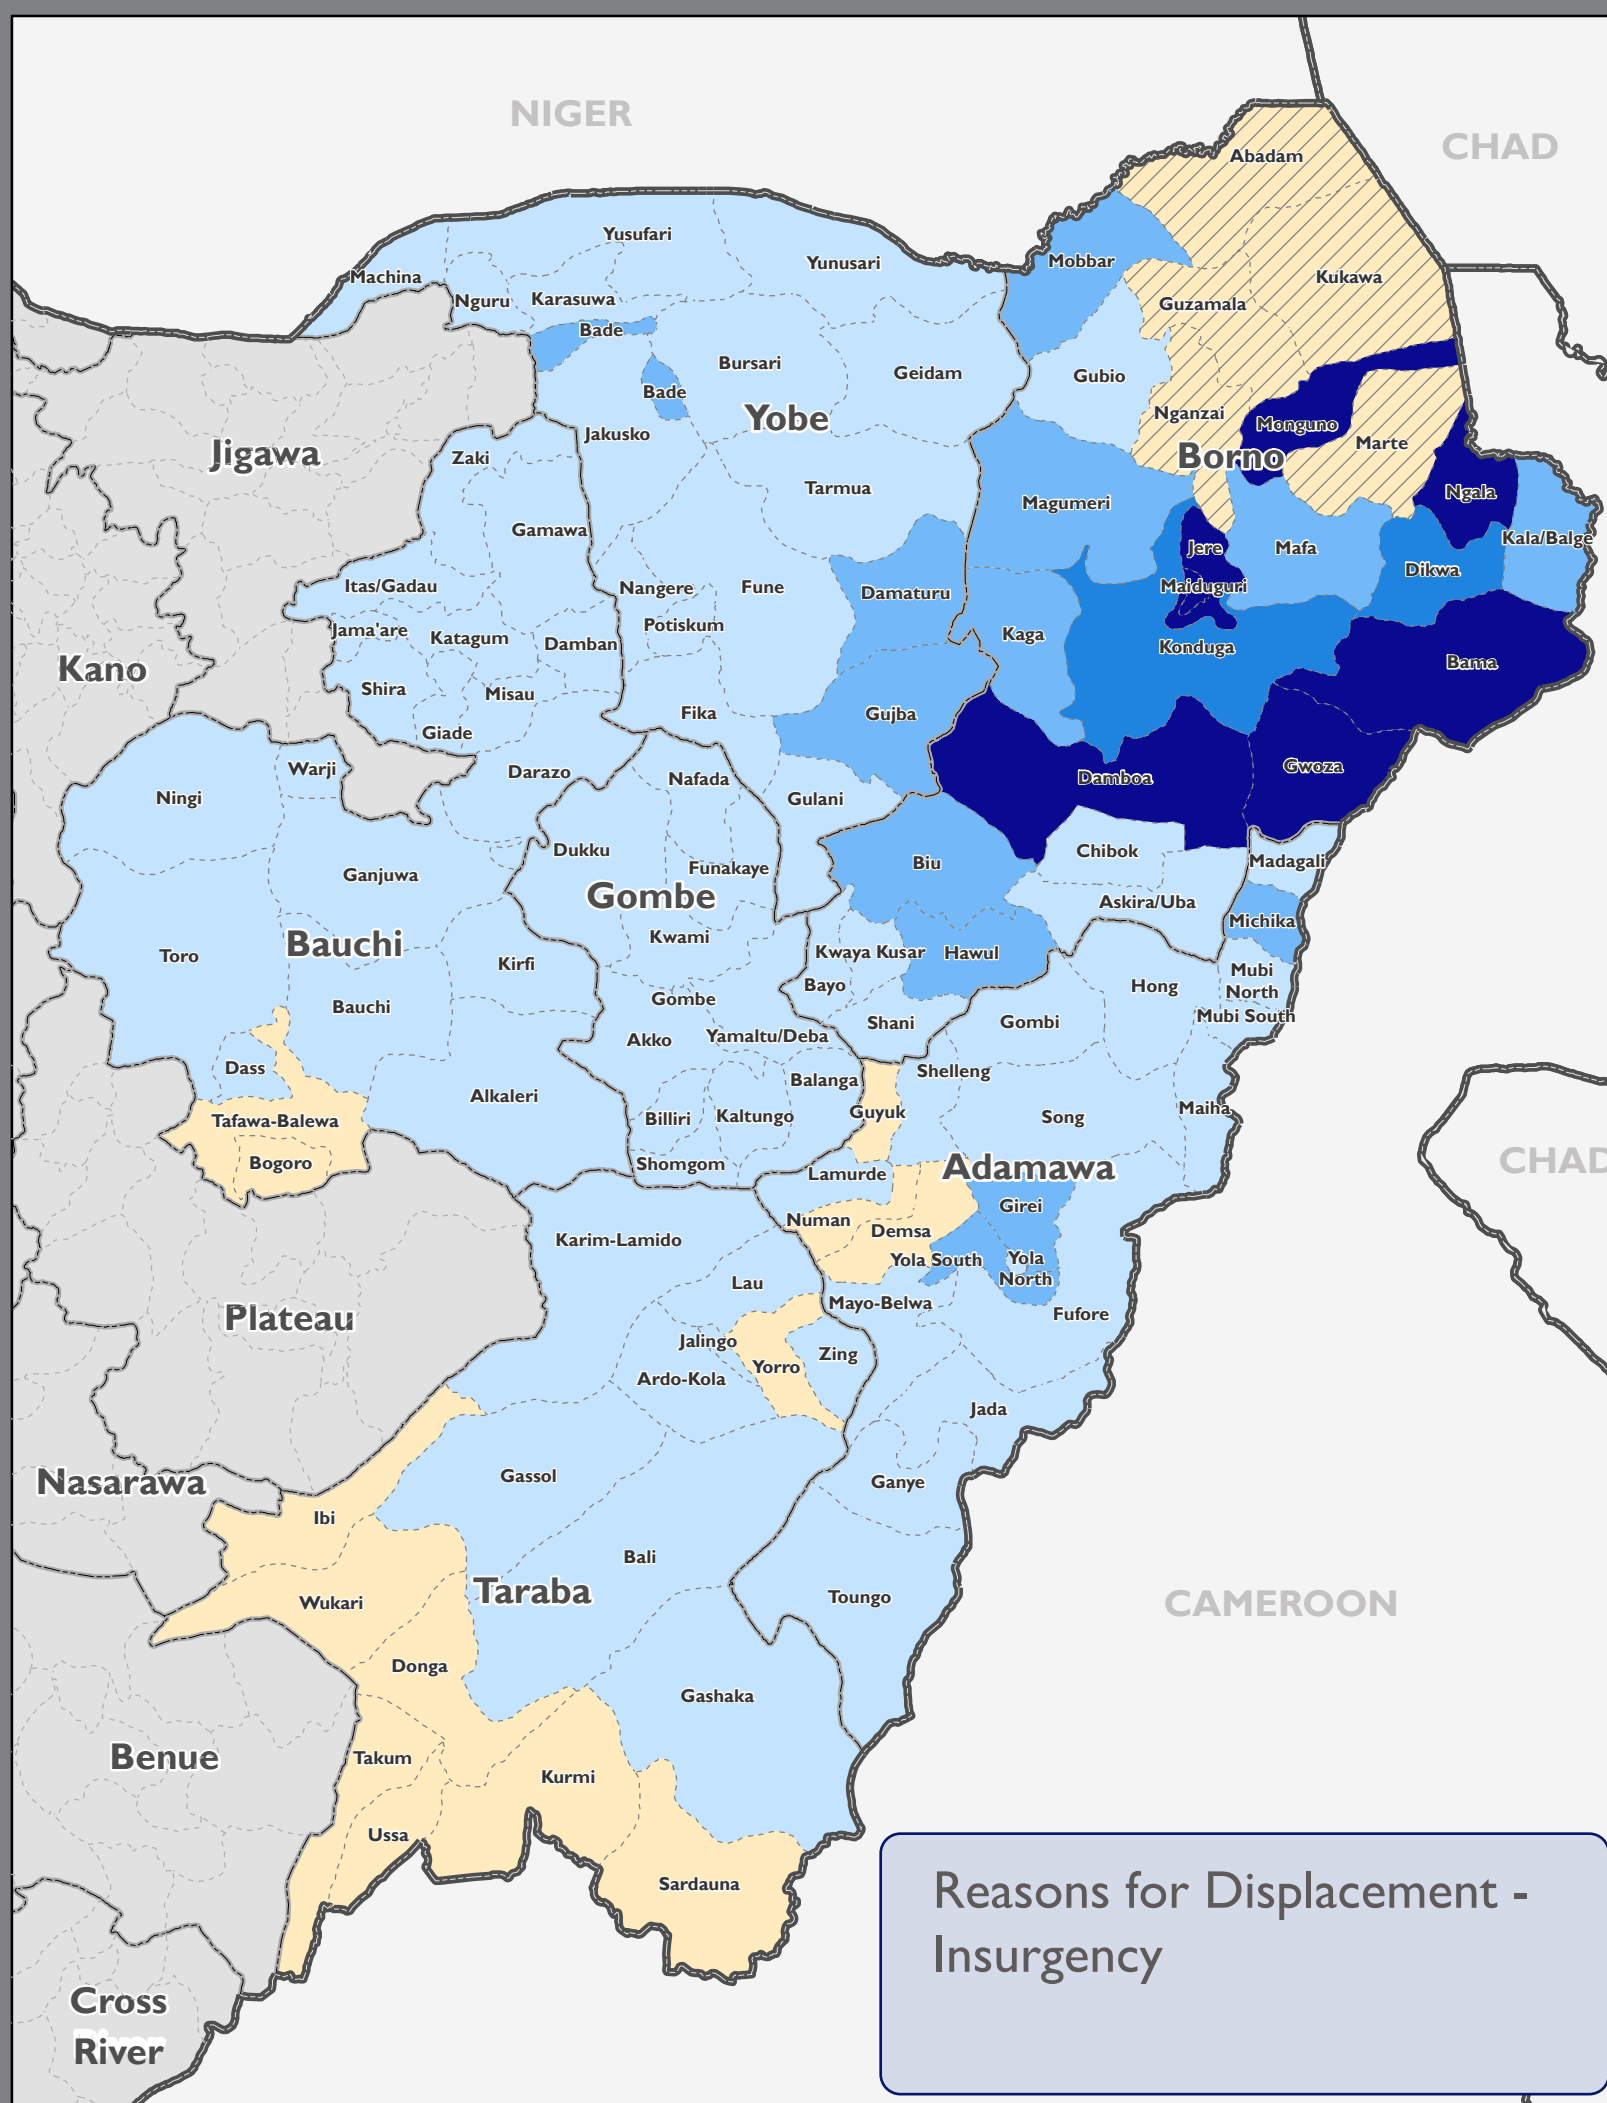 NIGER
CHAD
Abadam
Yusufari
Mobbar
Yunusari
Machina
Kukawa
Nguru
Karasuwa
Guzamala
Bade
Bursari
Geidam
Gubio
Bade
Yobe
Nganzai
Monguno
Jakusko
Marte
Jigawa
Zaki
Borno
Tarmua
Ngala
Magumeri
Gamawa
Kala/Balge
Jere
Mafa
Dikwa
Itas/Gadau
Nangere
Fune
Damaturu
Maiduguri
Jama'are
Katagum
Potiskum
Damban
Kaga
Konduga
Kano
Bama
Shira
Misau
Fika
Gujba
Giade
Warji
Darazo
Nafada
Damboa
Gwoza
Ningi
Gulani
Dukku
Chibok
Biu
Madagali
Ganjuwa
Funakaye
Gombe
Askira/Uba
Michika
Bauchi
Kwami
Toro
Kirfi
Kwaya Kusar
Hawul
Mubi
North
Bayo
Hong
Bauchi
Gombe
Shani
Gombi
Mubi South
Akko
Yamaltu/Deba
Dass
Shelleng
Balanga
Alkaleri
Guyuk
Maiha
Tafawa-Balewa
Billiri
Kaltungo
Song
Bogoro
Shomgom
Adamawa
CHAD
Lamurde
Girei
Numan
Demsa
Karim-Lamido
Yola South
Yola
North
Lau
Mayo-Belwa
Fufore
Plateau
Jalingo
Zing
Yorro
Ardo-Kola
Jada
Nasarawa
Gassol
Ganye
Ibi
Bali
Taraba
Toungo
Wukari
CAMEROON
Donga
Gashaka
Benue
Takum
Kurmi
Ussa
Sardauna
Reasons for Displacement -
Insurgency
Cross
River